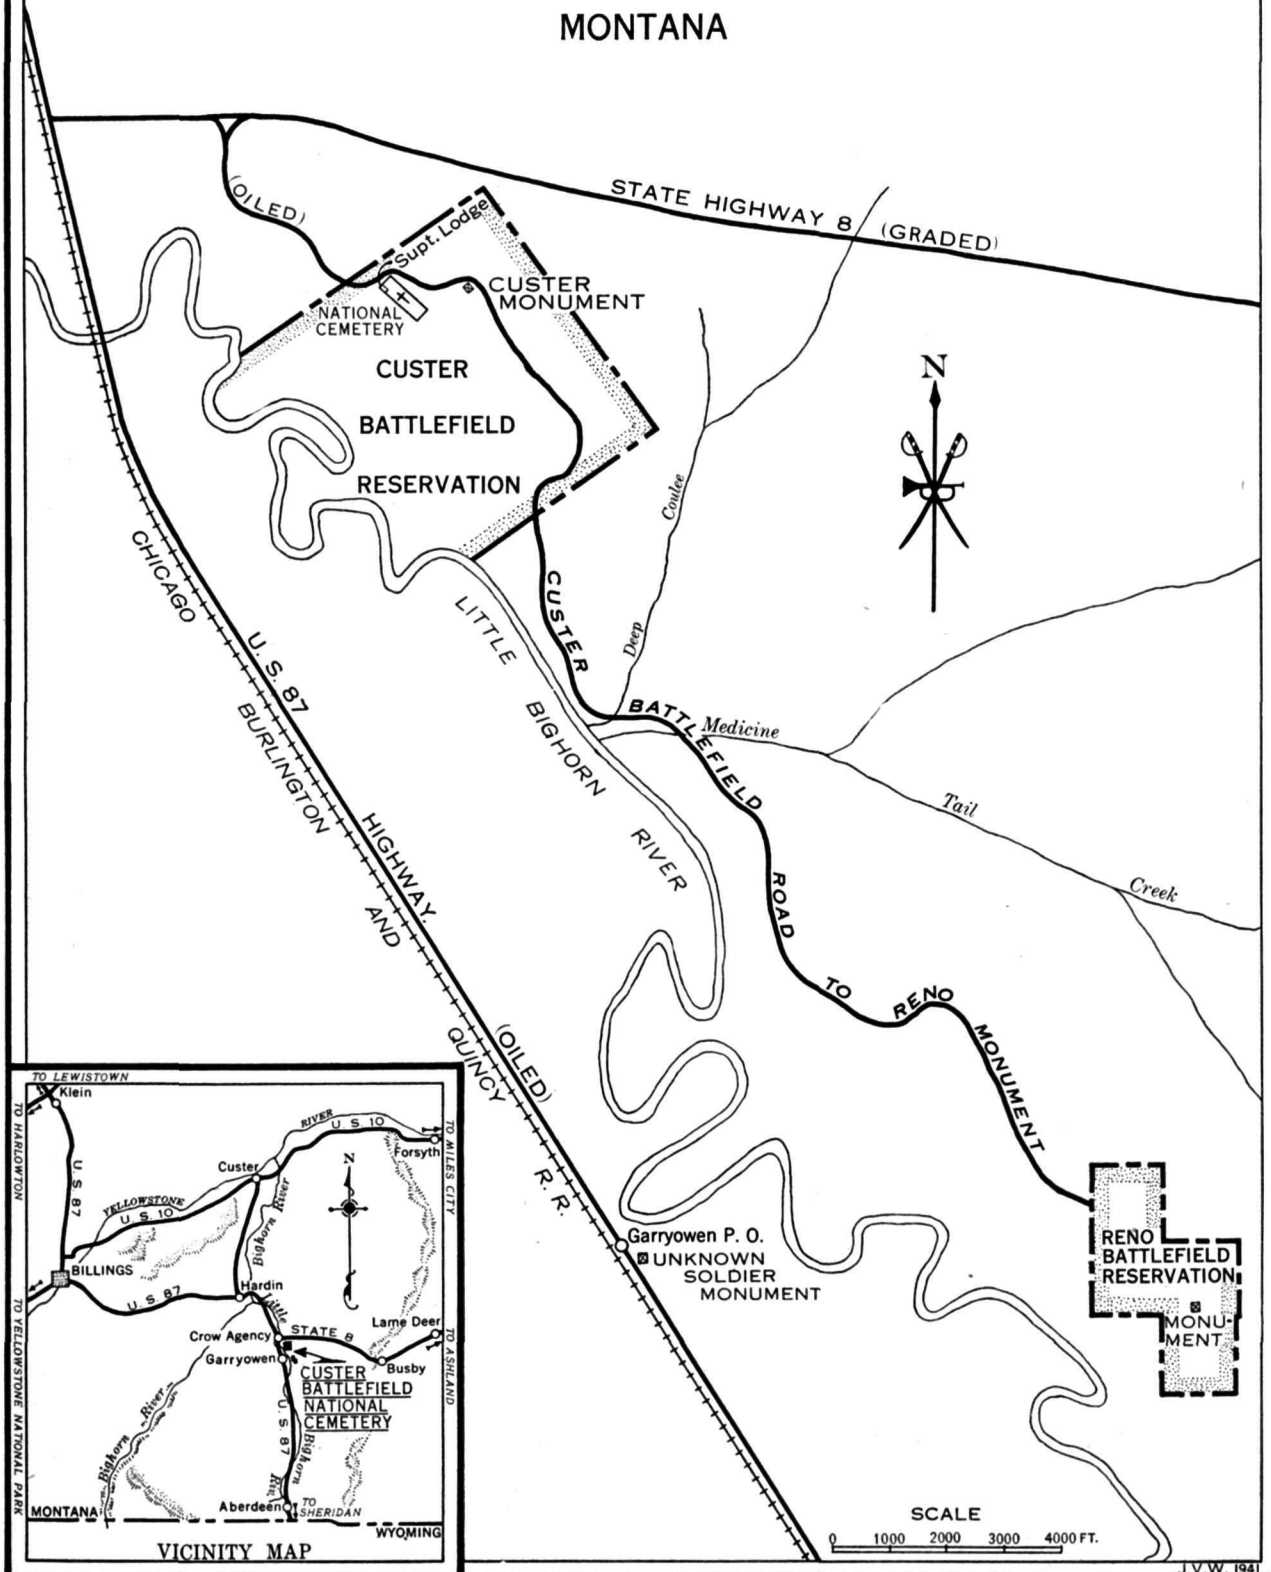 MONTANA
STATE HIGHWAY 8 (GRADED)
(OILED)
Supt. Lodge
CUSTER
MONUMENT
NATIONAL
CEMETERY
CUSTER
BATTLEFIELD
RESERVATION
N
Deep Coulee
CHICAGO BURLINGTON AND QUINCY R. R.
U. S. 87 HIGHWAY. (OILED)
LITTLE BIGHORN RIVER
CUSTER BATTLEFIELD ROAD TO RENO MONUMENT
Medicine Tail Creek
Garryowen P. O.
UNKNOWN
SOLDIER
MONUMENT
RENO
BATTLEFIELD
RESERVATION
MONU-
MENT
SCALE
0 1000 2000 3000 4000 FT.
J.V.W. 1941
TO LEWISTOWN
Klein
TO HARLOWTON
U. S. 87
RIVER
U. S. 10
Forsyth
TO MILES CITY
Custer
N
YELLOWSTONE
U. S. 10
Bighorn River
BILLINGS
Hardin
U. S. 87
Little
Crow Agency
STATE 8
Lame Deer
Garryowen
Busby
TO ASHLAND
CUSTER
BATTLEFIELD
NATIONAL
CEMETERY
TO YELLOWSTONE NATIONAL PARK
Bighorn River
U. S. 87
Bighorn
Riv.
Aberdeen
TO
SHERIDAN
MONTANA
WYOMING
VICINITY MAP